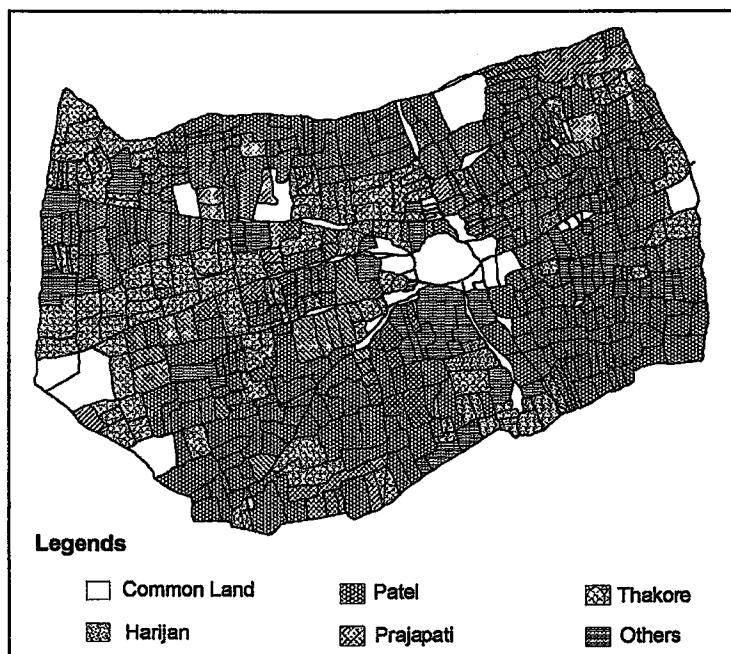 Legends
Common Land
Patel
Thakore
Harijan
Prajapati
Others